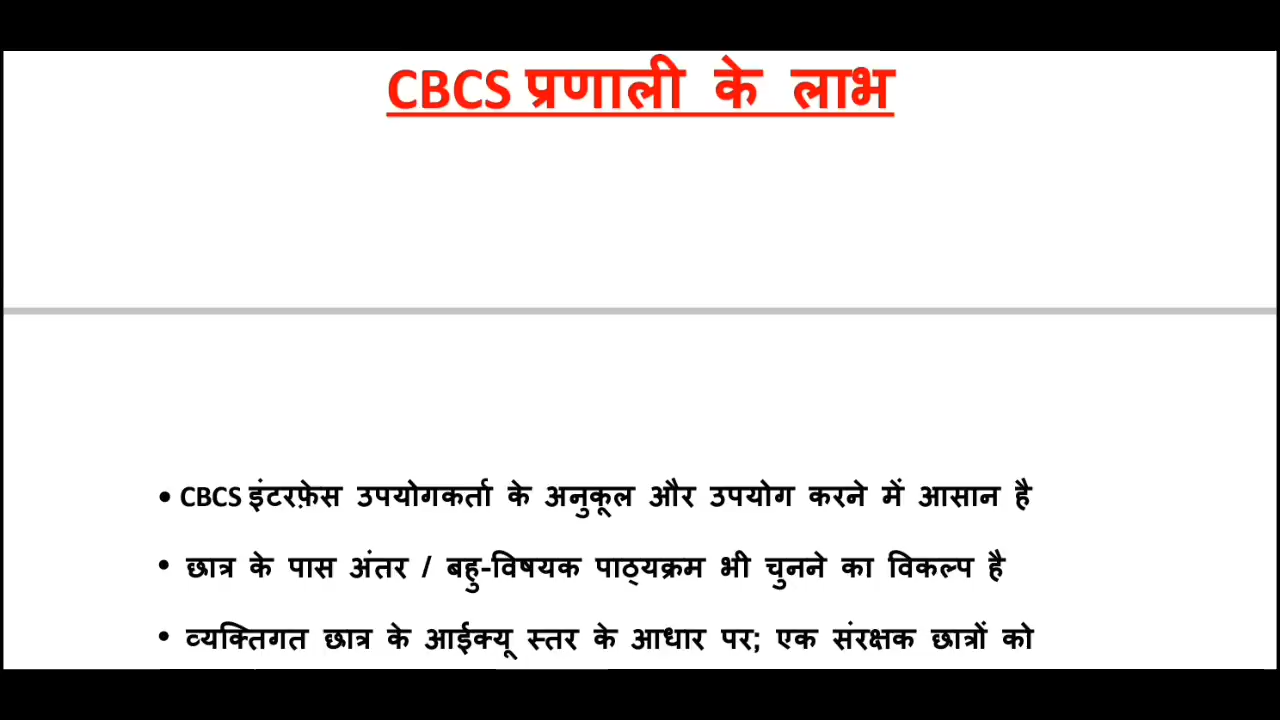 CBCS प्रणाली के लाभ
• CBCS इंटरफ़ेस उपयोगकर्ता के अनुकूल और उपयोग करने में आसान है
• छात्र के पास अंतर / बहु-विषयक पाठ्यक्रम भी चुनने का विकल्प है
• व्यक्तिगत छात्र के आईक्यू स्तर के आधार पर; एक संरक्षक छात्रों को